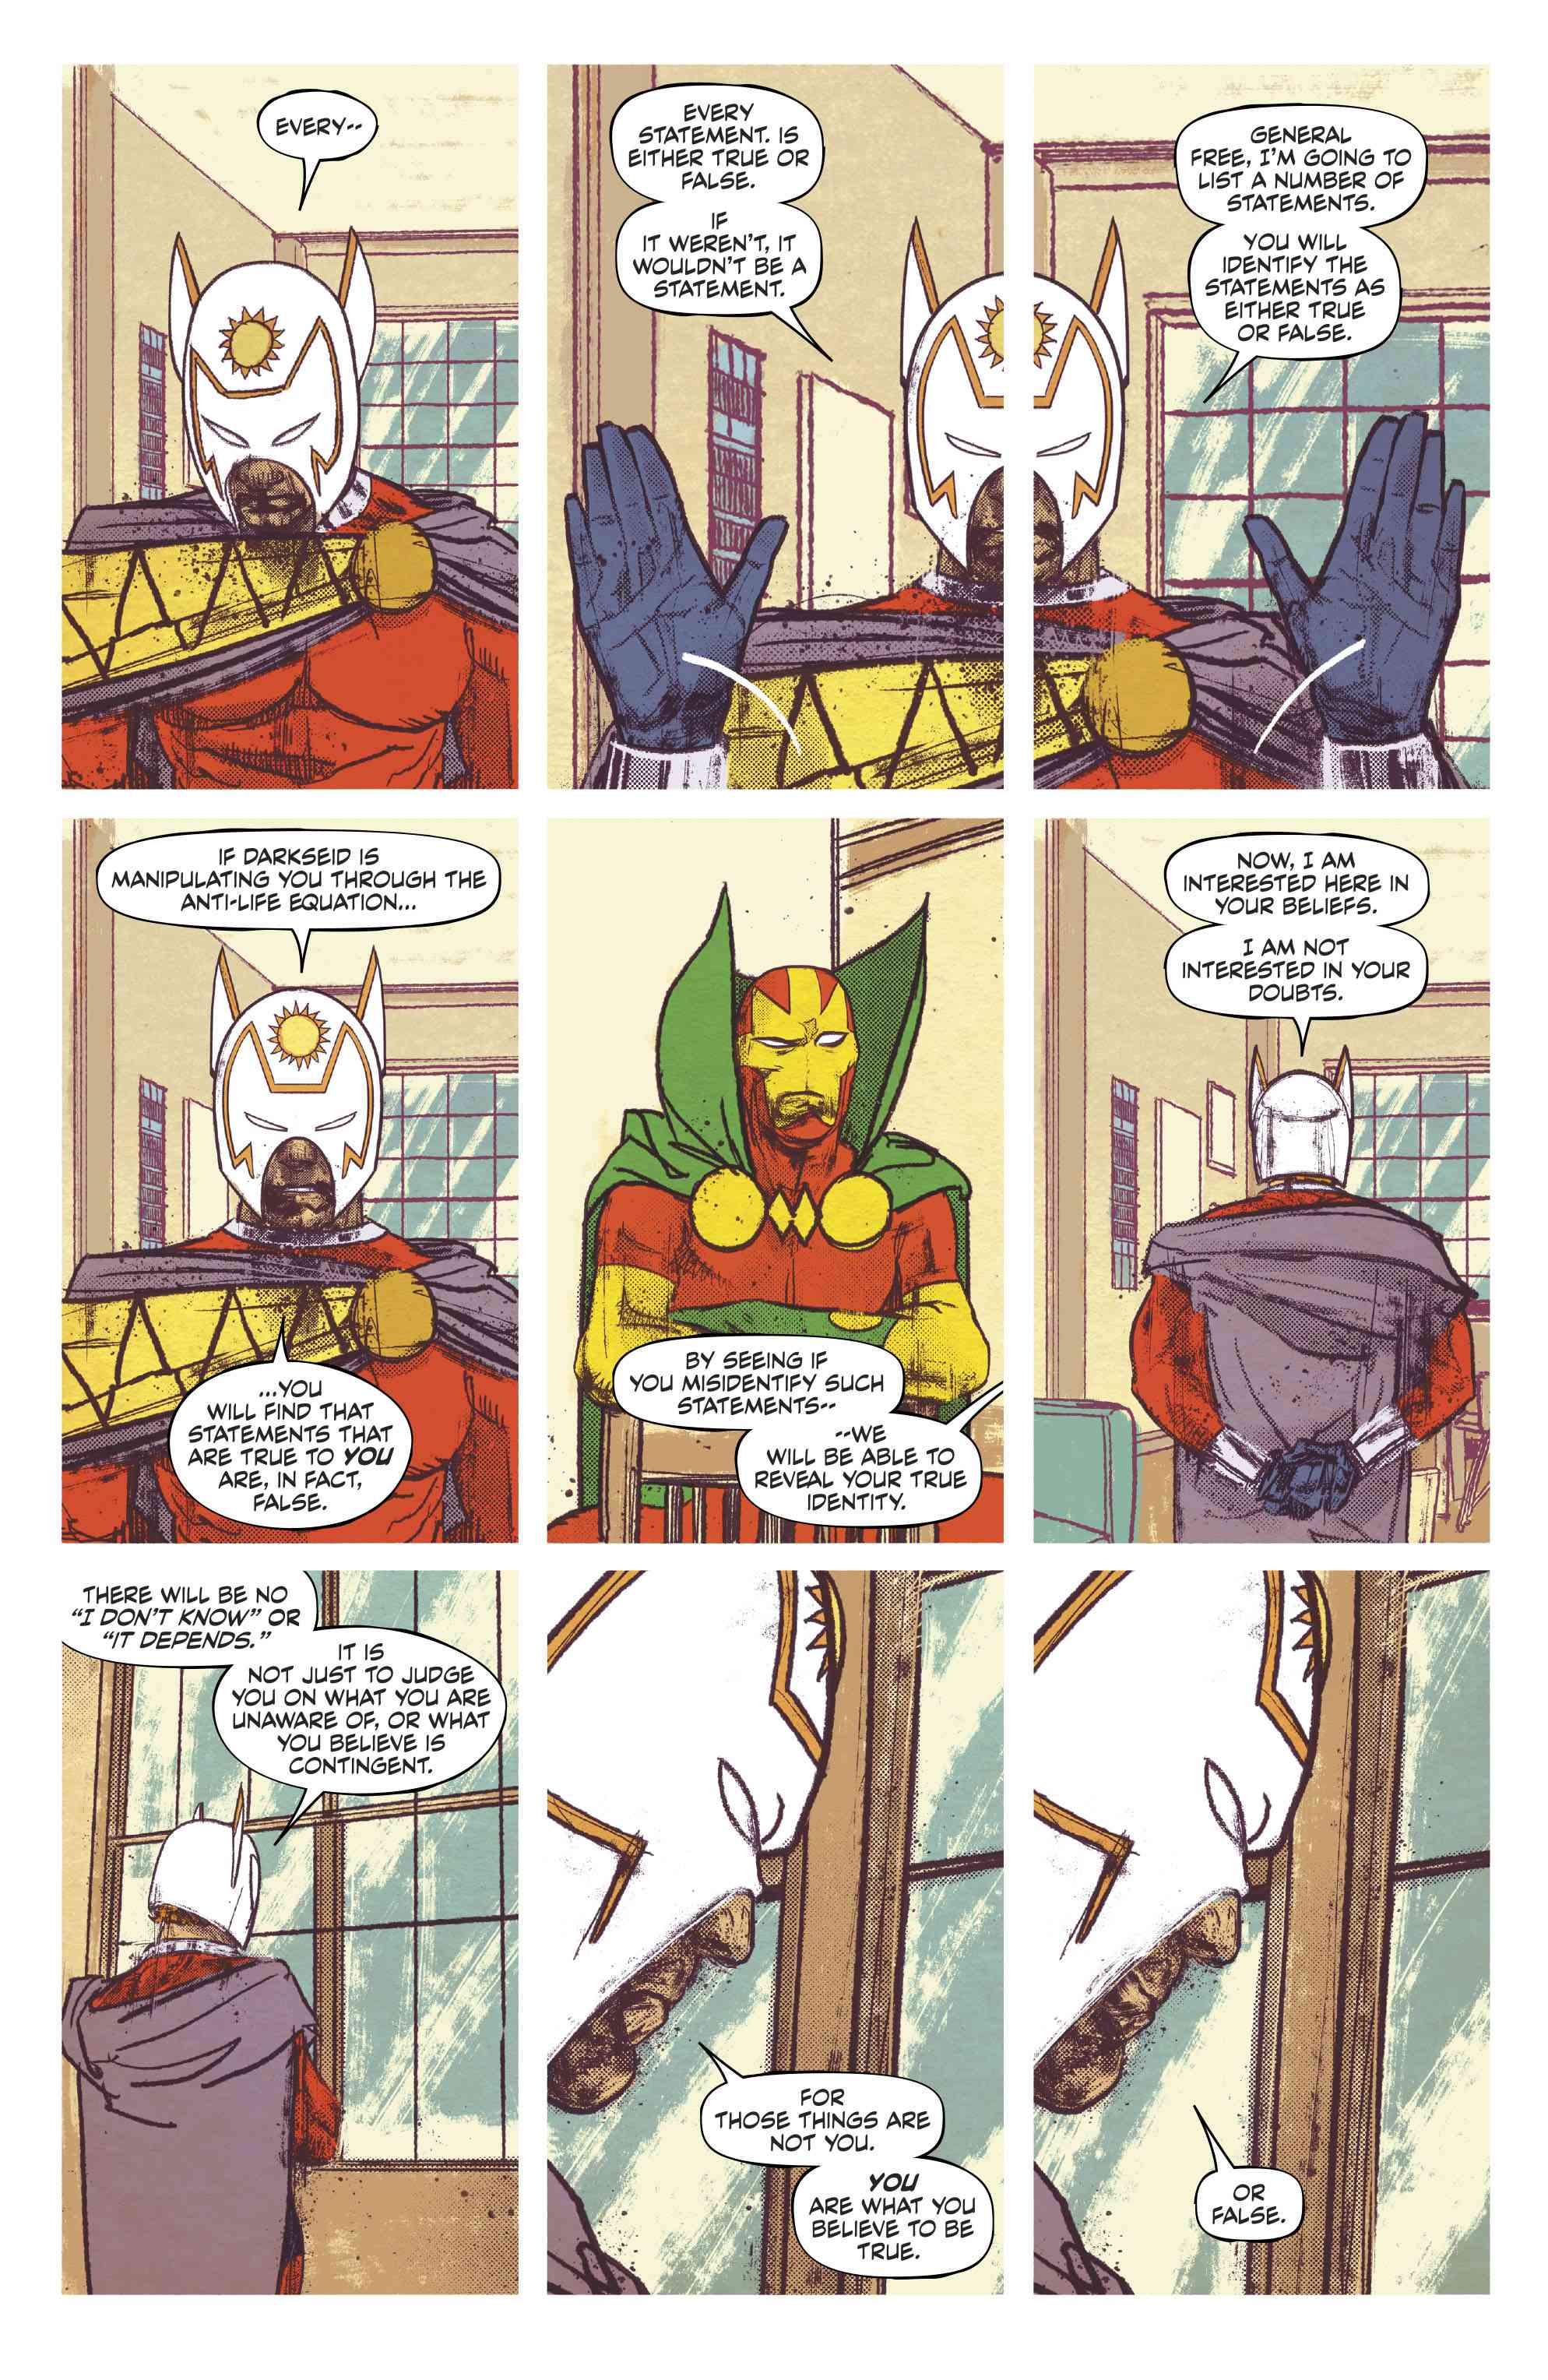 EVERY--
EVERY
STATEMENT. IS
EITHER TRUE OR
FALSE.
IF
IT WEREN'T, IT
WOULDN'T BE A
STATEMENT.
GENERAL
FREE, I'M GOING TO
LIST A NUMBER OF
STATEMENTS.
YOU WILL
IDENTIFY THE
STATEMENTS AS
EITHER TRUE
OR FALSE.
IF DARKSEID IS
MANIPULATING YOU THROUGH THE
ANTI-LIFE EQUATION...
...YOU
WILL FIND THAT
STATEMENTS THAT
ARE TRUE TO YOU
ARE, IN FACT,
FALSE.
BY SEEING IF
YOU MISIDENTIFY SUCH
STATEMENTS--
--WE
WILL BE ABLE TO
REVEAL YOUR TRUE
IDENTITY.
NOW, I AM
INTERESTED HERE IN
YOUR BELIEFS.
I AM NOT
INTERESTED IN YOUR
DOUBTS.
THERE WILL BE NO
"I DON'T KNOW" OR
"IT DEPENDS."
IT IS
NOT JUST TO JUDGE
YOU ON WHAT YOU ARE
UNAWARE OF, OR WHAT
YOU BELIEVE IS
CONTINGENT.
FOR
THOSE THINGS ARE
NOT YOU.
YOU
ARE WHAT YOU
BELIEVE TO BE
TRUE.
OR
FALSE.